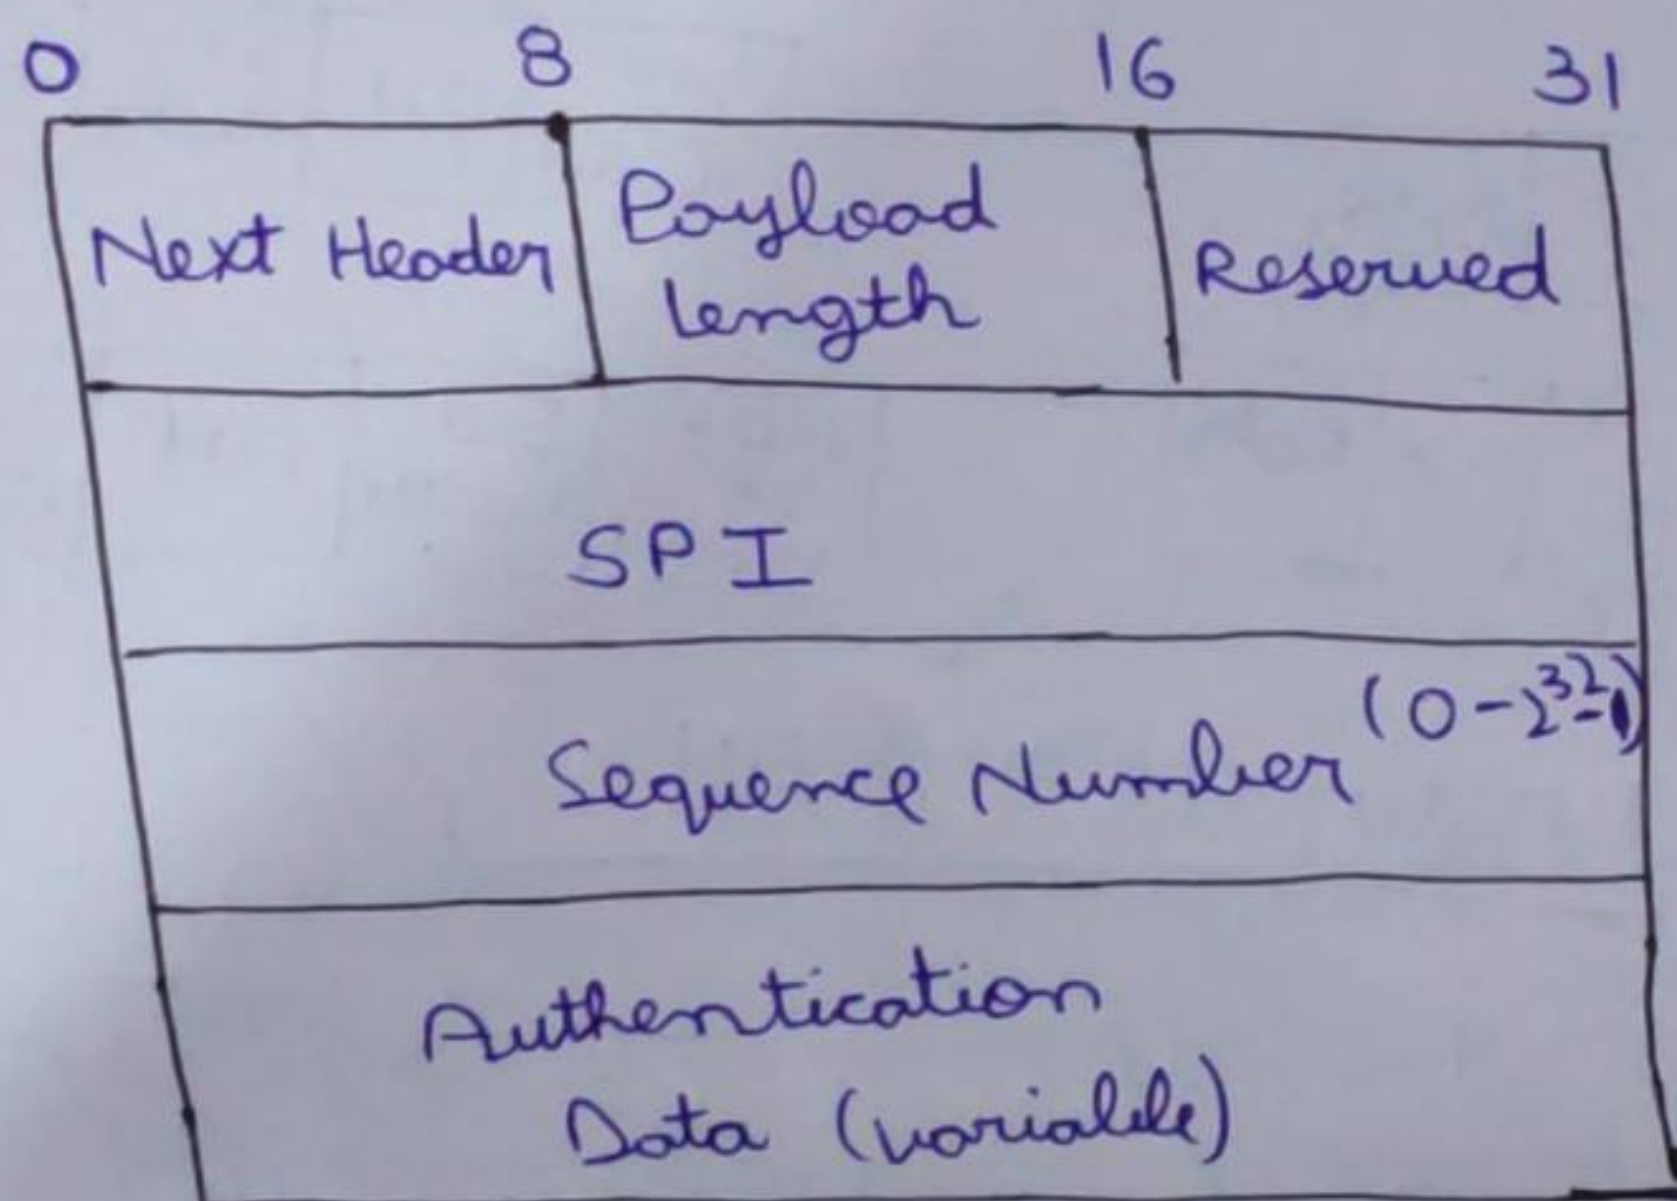 0 8 16 31
Next Header
Payload
length
Reserved
SPI
Sequence Number (0-2³²-1)
Authentication
Data (variable)